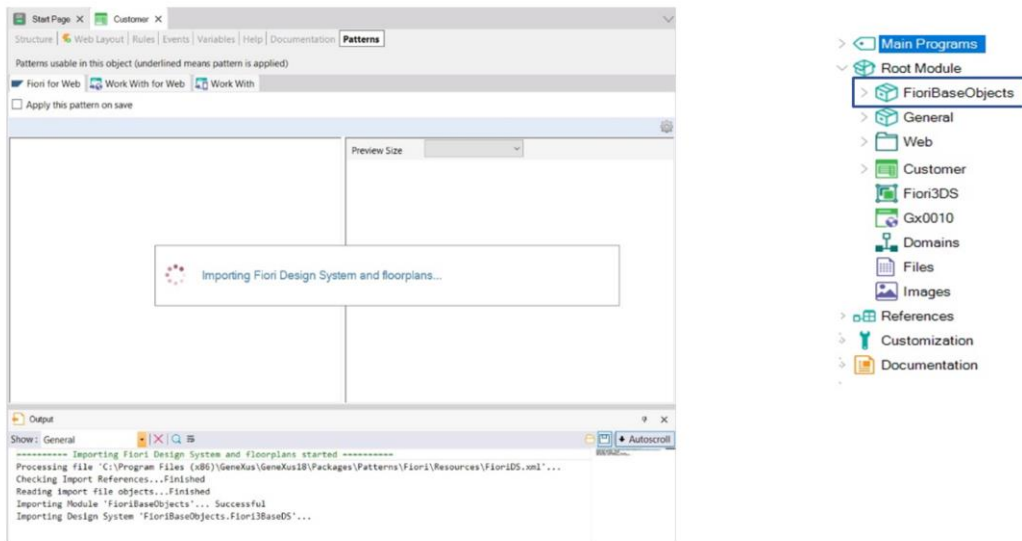 Start Page X Customer X
Structure | Web Layout | Rules | Events | Variables | Help | Documentation | Patterns
Patterns usable in this object (underlined means pattern is applied)
Fiori for Web Work With for Web Work With
Apply this pattern on save
Preview Size
Importing Fiori Design System and floorplans...
Output
Show: General Autoscroll
---------- Importing Fiori Design System and floorplans started ----------
Processing file 'C:\Program Files (x86)\GeneXus\GeneXus18\Packages\Patterns\Fiori\Resources\FioriDS.xml'...
Checking Import References...Finished
Reading import file objects...Finished
Importing Module 'FioriBaseObjects'... Successful
Importing Design System 'FioriBaseObjects.Fiori3BaseDS'...
Main Programs
Root Module
FioriBaseObjects
General
Web
Customer
Fiori3DS
Gx0010
Domains
Files
Images
References
Customization
Documentation